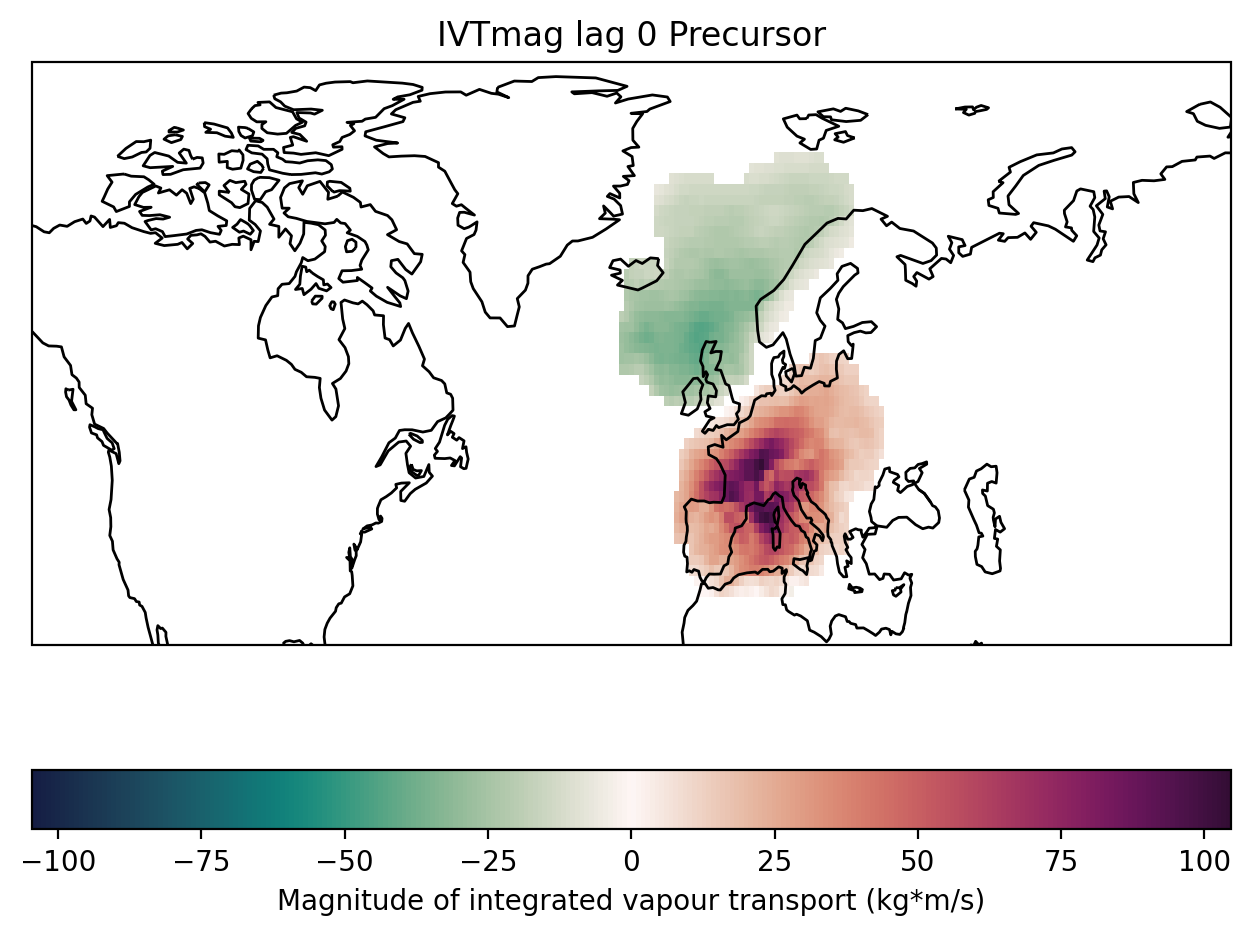 IVTmag lag 0 Precursor
−100 −75 −50 −25 0 25 50 75 100
Magnitude of integrated vapour transport (kg*m/s)